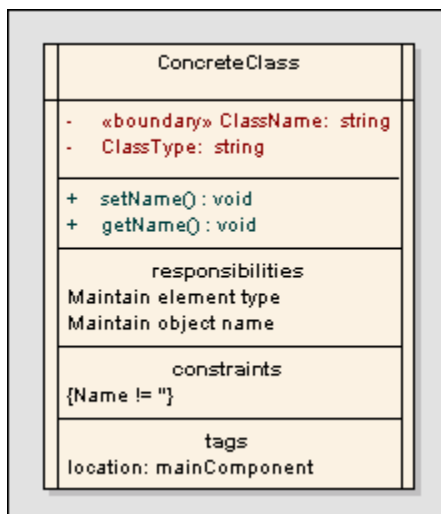 ConcreteClass
- «boundary» ClassName: string
- ClassType: string
+ setName() : void
+ getName() : void
responsibilities
Maintain element type
Maintain object name
constraints
{Name != ''}
tags
location: mainComponent